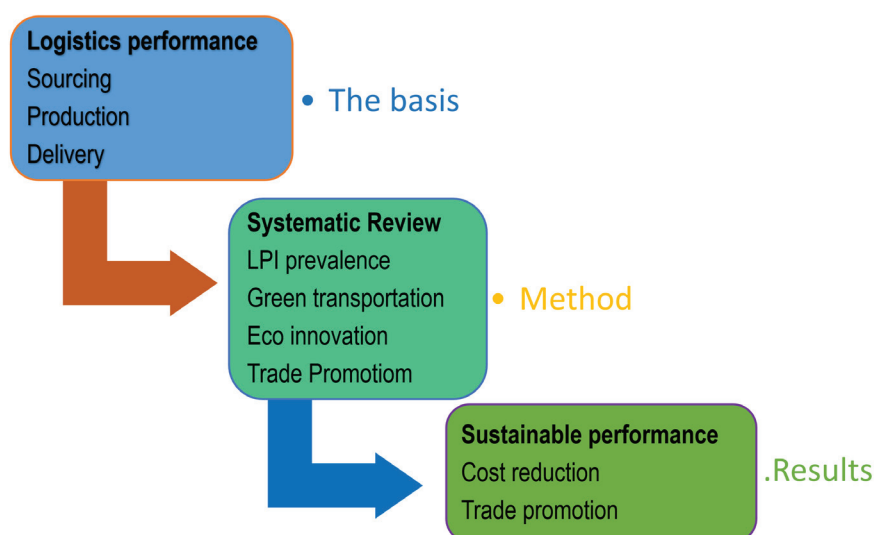 Logistics performance
Sourcing
Production
Delivery
• The basis
Systematic Review
LPI prevalence
Green transportation
Eco innovation
Trade Promotiom
• Method
Sustainable performance
Cost reduction
Trade promotion
.Results